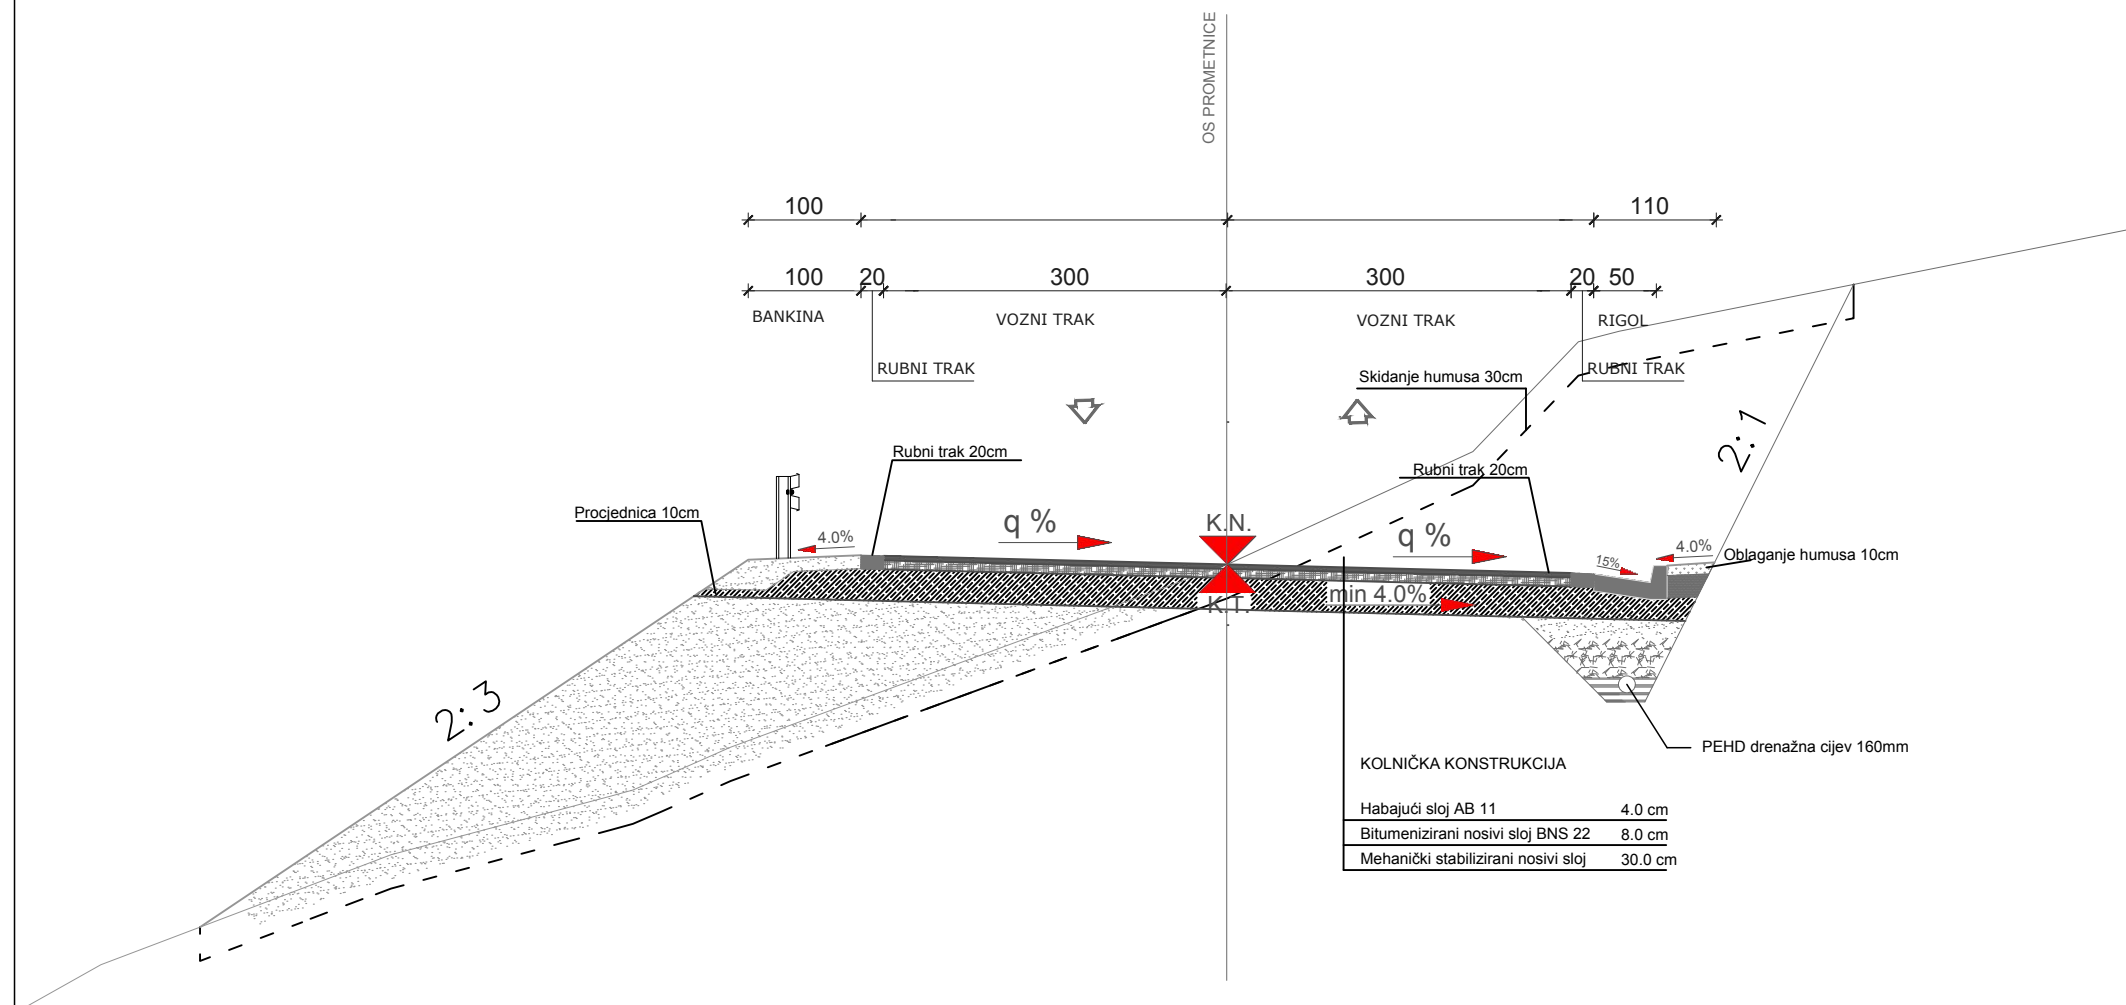 OS PROMETNICE
100 110
100 20 300 300 20 50
BANKINA VOZNI TRAK VOZNI TRAK RIGOL
RUBNI TRAK RUBNI TRAK
Skidanje humusa 30cm
2:1
Rubni trak 20cm
Rubni trak 20cm
Procjednica 10cm
q % K.N. q %
4.0% 4.0%
15%
Oblaganje humusa 10cm
min 4.0%
K.T.
2:3
PEHD drenažna cijev 160mm
KOLNIČKA KONSTRUKCIJA
Habajući sloj AB 11 4.0 cm
Bitumenizirani nosivi sloj BNS 22 8.0 cm
Mehanički stabilizirani nosivi sloj 30.0 cm